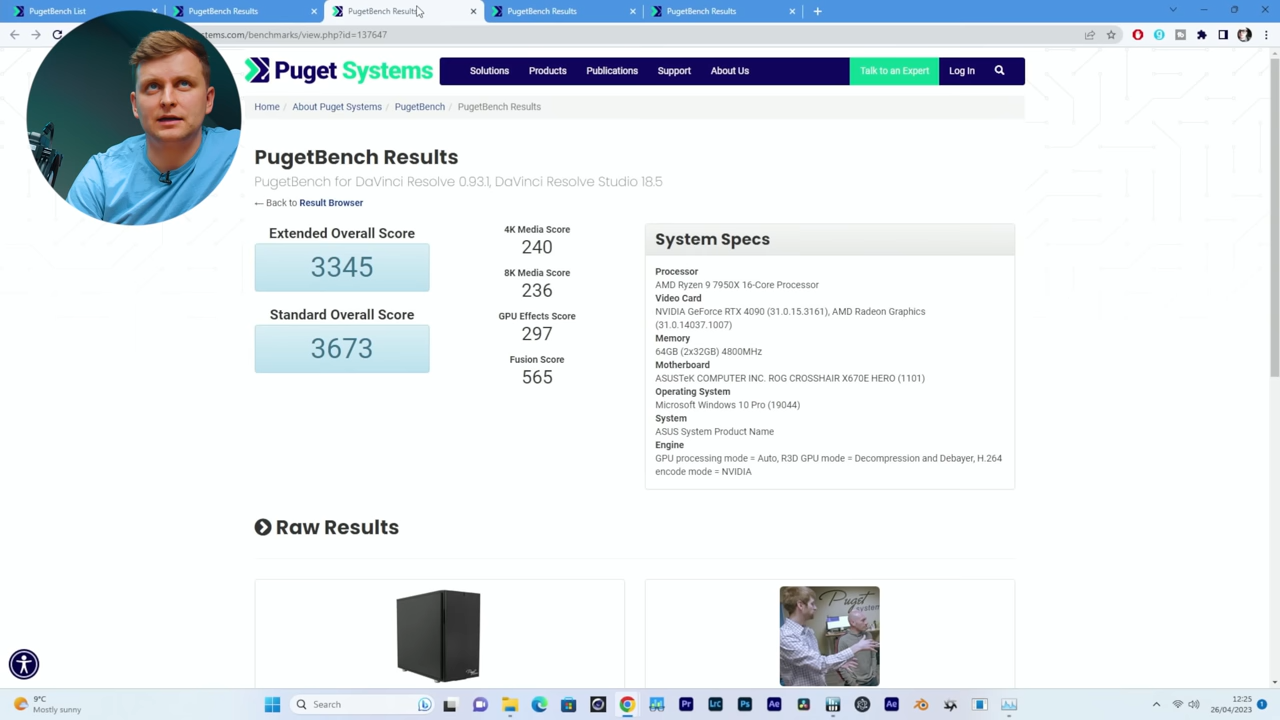 PugetBench List
PugetBench Results
PugetBench Results
PugetBench Results
PugetBench Results
systems.com/benchmarks/view.php?id=137647
Puget Systems
Solutions Products Publications Support About Us Talk to an Expert Log In
Home / About Puget Systems / PugetBench / PugetBench Results
PugetBench Results
PugetBench for DaVinci Resolve 0.93.1, DaVinci Resolve Studio 18.5
← Back to Result Browser
Extended Overall Score
3345
Standard Overall Score
3673
4K Media Score
240
8K Media Score
236
GPU Effects Score
297
Fusion Score
565
System Specs
Processor
AMD Ryzen 9 7950X 16-Core Processor
Video Card
NVIDIA GeForce RTX 4090 (31.0.15.3161), AMD Radeon Graphics
(31.0.14037.1007)
Memory
64GB (2x32GB) 4800MHz
Motherboard
ASUSTeK COMPUTER INC. ROG CROSSHAIR X670E HERO (1101)
Operating System
Microsoft Windows 10 Pro (19044)
System
ASUS System Product Name
Engine
GPU processing mode = Auto, R3D GPU mode = Decompression and Debayer, H.264
encode mode = NVIDIA
Raw Results
Puget
Systems
9°C
Mostly sunny
Search
Pr
Lrc
Ps
Ae
Ae
12:25
26/04/2023